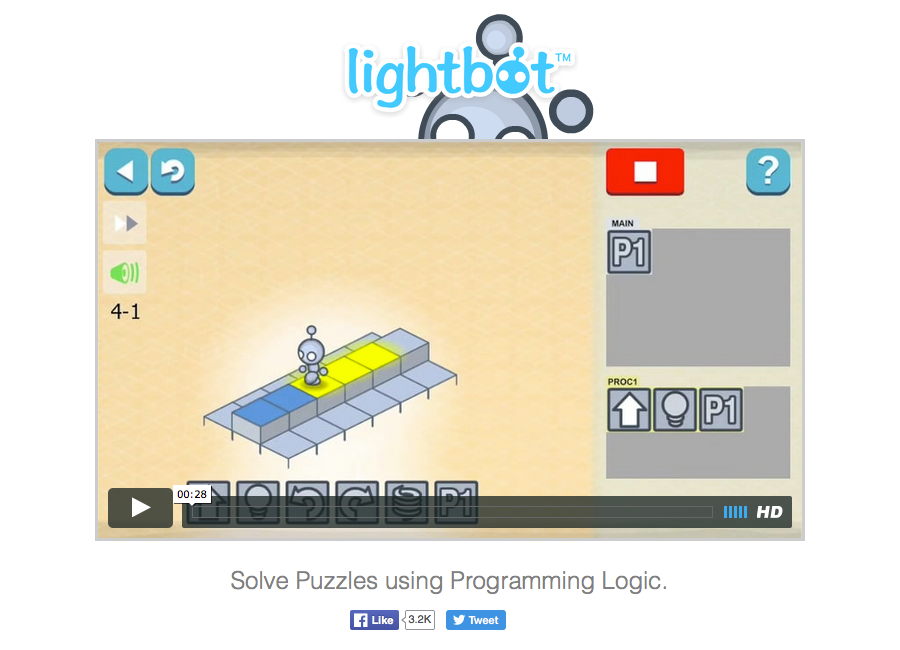 lightbot™
?
MAIN
P1
4-1
PROC1
P1
P1
00:28
HD
Solve Puzzles using Programming Logic.
Like 3.2K Tweet